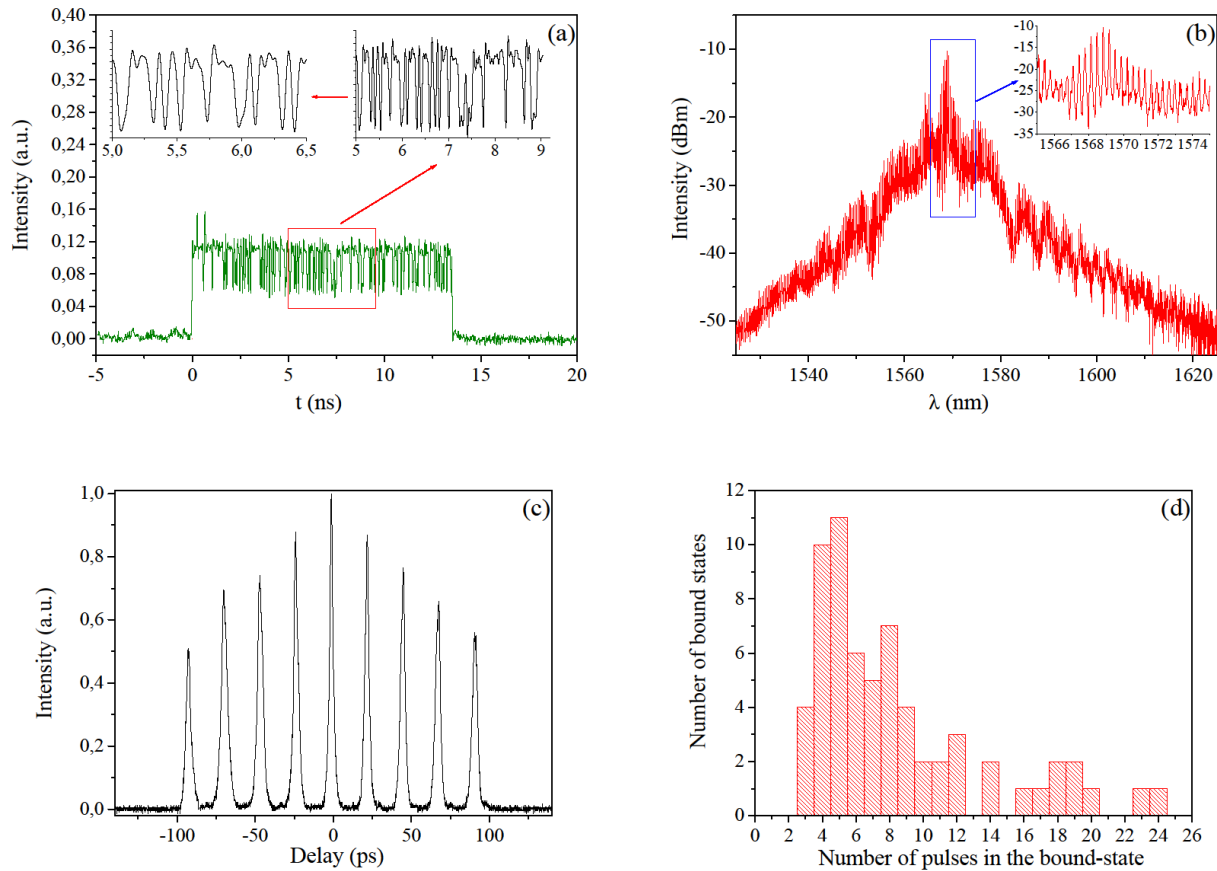 (a)
0,40
0,36
0,32
0,28
0,24
0,20
0,16
0,12
0,08
0,04
0,00
Intensity (a.u.)
-5 0 5 10 15 20
t (ns)
5,0 5,5 6,0 6,5
5 6 7 8 9
(b)
-10
-20
-30
-40
-50
Intensity (dBm)
1540 1560 1580 1600 1620
λ (nm)
-10
-15
-20
-25
-30
-35
1566 1568 1570 1572 1574
(c)
1,0
0,8
0,6
0,4
0,2
0,0
Intensity (a.u.)
-100 -50 0 50 100
Delay (ps)
(d)
12
10
8
6
4
2
0
Number of bound states
0 2 4 6 8 10 12 14 16 18 20 22 24 26
Number of pulses in the bound-state